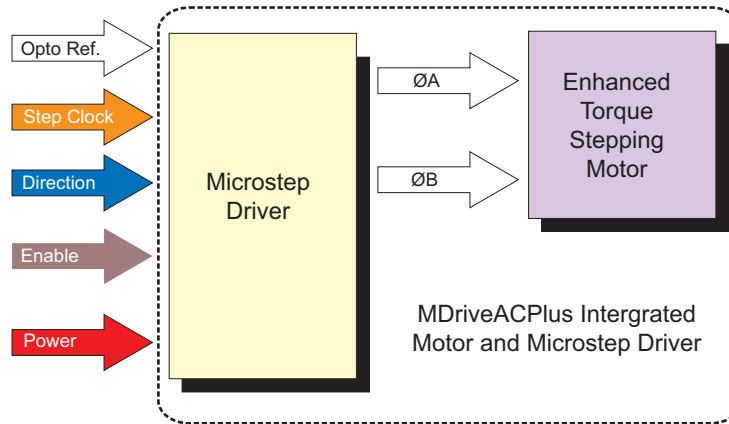 Opto Ref.
Step Clock
Direction
Enable
Power
Microstep
Driver
ØA
ØB
Enhanced
Torque
Stepping
Motor
MDriveACPlus Intergrated
Motor and Microstep Driver